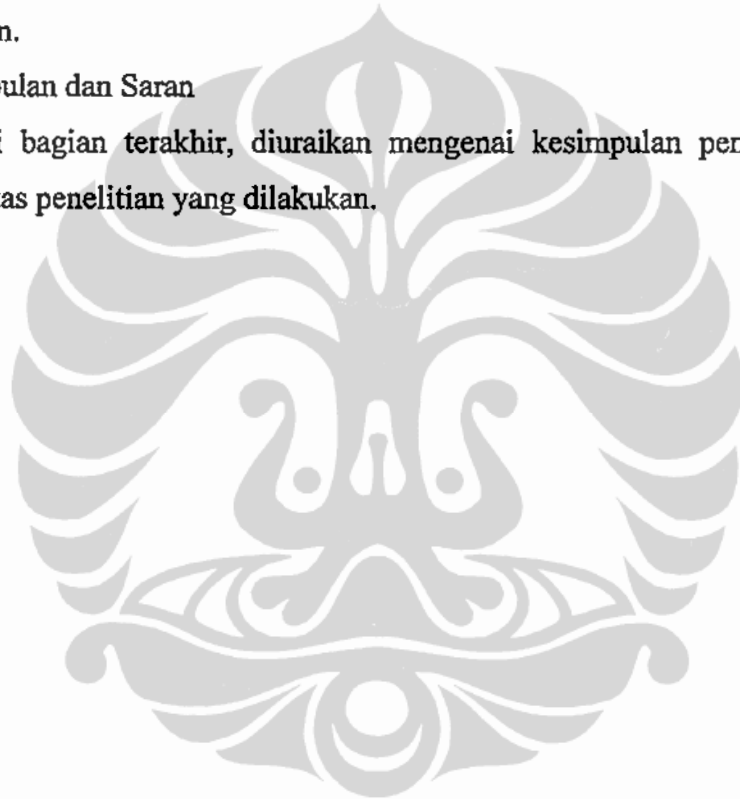 n.
ulan dan Saran
i bagian terakhir, diuraikan mengenai kesimpulan pen
as penelitian yang dilakukan.